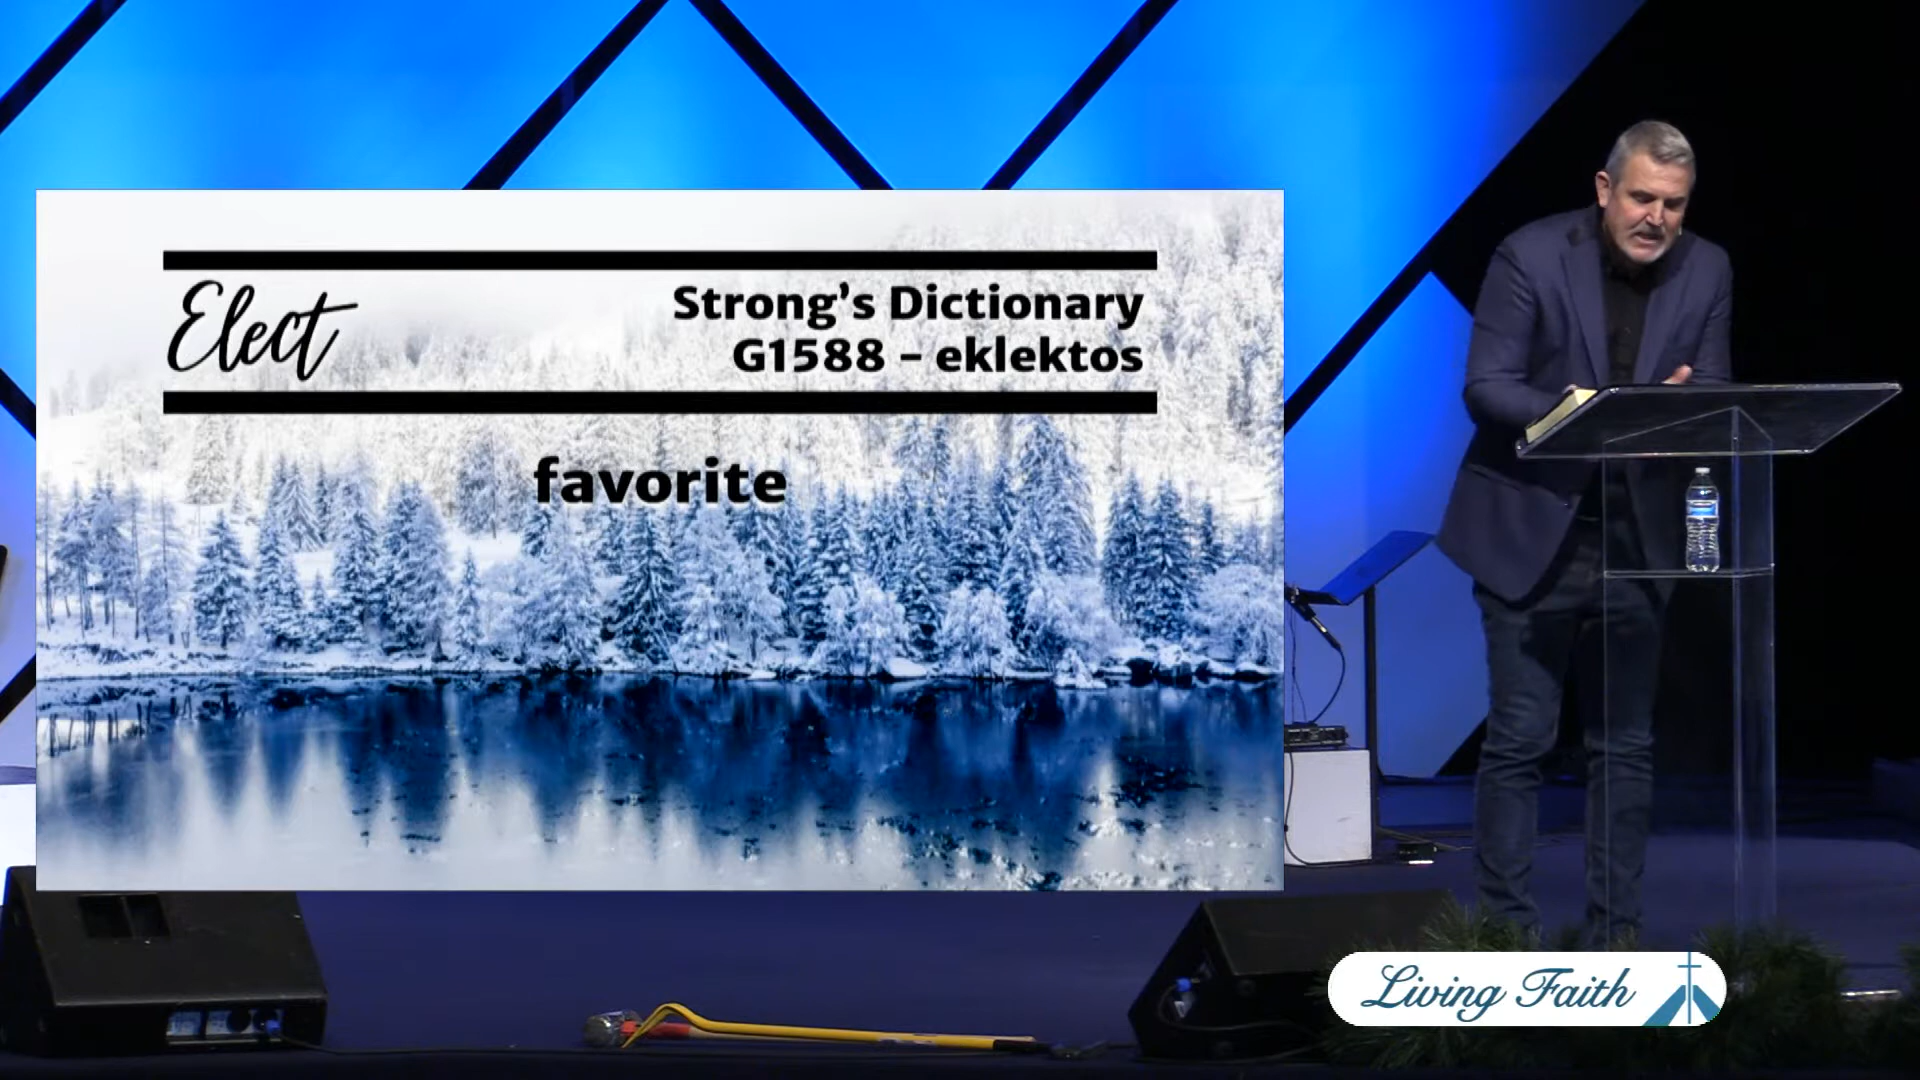 Elect
Strong’s Dictionary
G1588 – eklektos
favorite
Living Faith